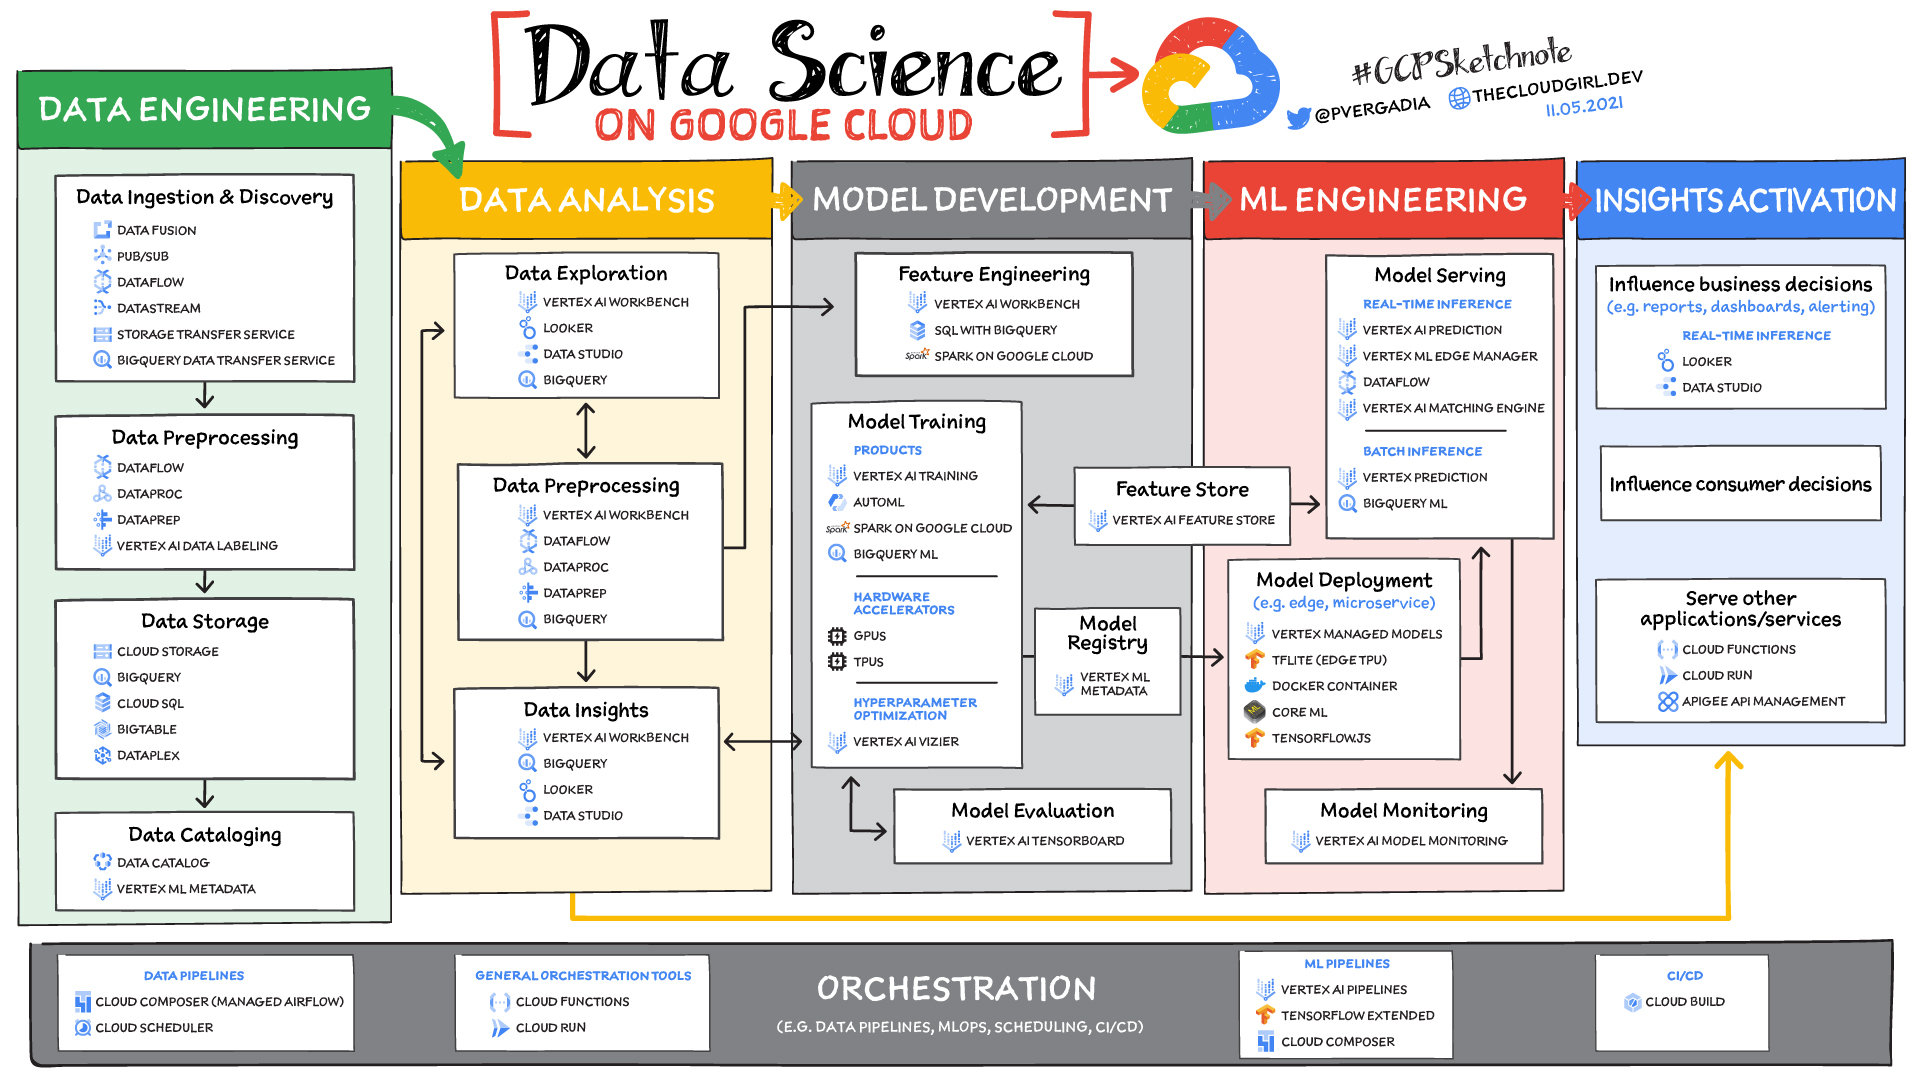 Data Science
ON GOOGLE CLOUD
#GCPSketchnote
@PVERGADIA
THECLOUDGIRL.DEV
11.05.2021
DATA ENGINEERING
Data Ingestion & Discovery
DATA FUSION
PUB/SUB
DATAFLOW
DATASTREAM
STORAGE TRANSFER SERVICE
BIGQUERY DATA TRANSFER SERVICE
Data Preprocessing
DATAFLOW
DATAPROC
DATAPREP
VERTEX AI DATA LABELING
Data Storage
CLOUD STORAGE
BIGQUERY
CLOUD SQL
BIGTABLE
DATAPLEX
Data Cataloging
DATA CATALOG
VERTEX ML METADATA
DATA ANALYSIS
Data Exploration
VERTEX AI WORKBENCH
LOOKER
DATA STUDIO
BIGQUERY
Data Preprocessing
VERTEX AI WORKBENCH
DATAFLOW
DATAPROC
DATAPREP
BIGQUERY
Data Insights
VERTEX AI WORKBENCH
BIGQUERY
LOOKER
DATA STUDIO
MODEL DEVELOPMENT
Feature Engineering
VERTEX AI WORKBENCH
SQL WITH BIGQUERY
Spark SPARK ON GOOGLE CLOUD
Model Training
PRODUCTS
VERTEX AI TRAINING
AUTOML
Spark SPARK ON GOOGLE CLOUD
BIGQUERY ML
HARDWARE
ACCELERATORS
GPUS
TPUS
HYPERPARAMETER
OPTIMIZATION
VERTEX AI VIZIER
Feature Store
VERTEX AI FEATURE STORE
Model
Registry
VERTEX ML
METADATA
Model Evaluation
VERTEX AI TENSORBOARD
ML ENGINEERING
Model Serving
REAL-TIME INFERENCE
VERTEX AI PREDICTION
VERTEX ML EDGE MANAGER
DATAFLOW
VERTEX AI MATCHING ENGINE
BATCH INFERENCE
VERTEX PREDICTION
BIGQUERY ML
Model Deployment
(e.g. edge, microservice)
VERTEX MANAGED MODELS
TFLITE (EDGE TPU)
DOCKER CONTAINER
ML CORE ML
TENSORFLOW.JS
Model Monitoring
VERTEX AI MODEL MONITORING
INSIGHTS ACTIVATION
Influence business decisions
(e.g. reports, dashboards, alerting)
REAL-TIME INFERENCE
LOOKER
DATA STUDIO
Influence consumer decisions
Serve other
applications/services
CLOUD FUNCTIONS
CLOUD RUN
APIGEE API MANAGEMENT
DATA PIPELINES
CLOUD COMPOSER (MANAGED AIRFLOW)
CLOUD SCHEDULER
GENERAL ORCHESTRATION TOOLS
CLOUD FUNCTIONS
CLOUD RUN
ORCHESTRATION
(E.G. DATA PIPELINES, MLOPS, SCHEDULING, CI/CD)
ML PIPELINES
VERTEX AI PIPELINES
TENSORFLOW EXTENDED
CLOUD COMPOSER
CI/CD
CLOUD BUILD